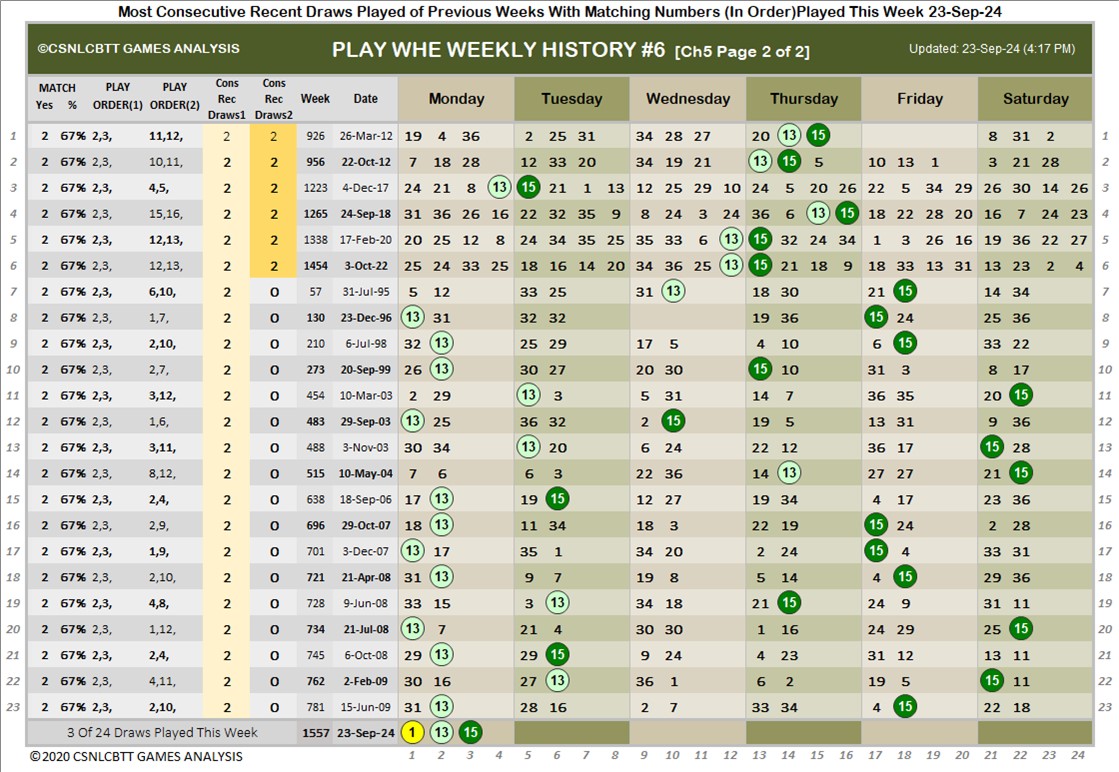 Most Consecutive Recent Draws Played of Previous Weeks With Matching Numbers (In Order)Played This Week 23-Sep-24
©CSNLCBTT GAMES ANALYSIS PLAY WHE WEEKLY HISTORY #6 [Ch5 Page 2 of 2] Updated: 23-Sep-24 (4:17 PM)
MATCH Yes % PLAY ORDER(1) PLAY ORDER(2) Cons Rec Draws1 Cons Rec Draws2 Week Date Monday Tuesday Wednesday Thursday Friday Saturday
1 2 67% 2,3, 11,12, 2 2 926 26-Mar-12 19 4 36 2 25 31 34 28 27 20 13 15 8 31 2 1
2 2 67% 2,3, 10,11, 2 2 956 22-Oct-12 7 18 28 12 33 20 34 19 21 13 15 5 10 13 1 3 21 28 2
3 2 67% 2,3, 4,5, 2 2 1223 4-Dec-17 24 21 8 13 15 21 1 13 12 25 29 10 24 5 20 26 22 5 34 29 26 30 14 26 3
4 2 67% 2,3, 15,16, 2 2 1265 24-Sep-18 31 36 26 16 22 32 35 9 8 24 3 24 36 6 13 15 18 22 28 20 16 7 24 23 4
5 2 67% 2,3, 12,13, 2 2 1338 17-Feb-20 20 25 12 8 24 34 35 25 35 33 6 13 15 32 24 34 1 3 26 16 19 36 22 27 5
6 2 67% 2,3, 12,13, 2 2 1454 3-Oct-22 25 24 33 25 18 16 14 20 34 36 25 13 15 21 18 9 18 33 13 31 13 23 2 4 6
7 2 67% 2,3, 6,10, 2 0 57 31-Jul-95 5 12 33 25 31 13 18 30 21 15 14 34 7
8 2 67% 2,3, 1,7, 2 0 130 23-Dec-96 13 31 32 32 19 36 15 24 25 36 8
9 2 67% 2,3, 2,10, 2 0 210 6-Jul-98 32 13 25 29 17 5 4 10 6 15 33 22 9
10 2 67% 2,3, 2,7, 2 0 273 20-Sep-99 26 13 30 27 20 30 15 10 31 3 8 17 10
11 2 67% 2,3, 3,12, 2 0 454 10-Mar-03 2 29 13 3 5 31 14 7 36 35 20 15 11
12 2 67% 2,3, 1,6, 2 0 483 29-Sep-03 13 25 36 32 2 15 19 5 13 31 9 36 12
13 2 67% 2,3, 3,11, 2 0 488 3-Nov-03 30 34 13 20 6 24 22 12 36 17 15 28 13
14 2 67% 2,3, 8,12, 2 0 515 10-May-04 7 6 6 3 22 36 14 13 27 27 21 15 14
15 2 67% 2,3, 2,4, 2 0 638 18-Sep-06 17 13 19 15 12 27 19 34 4 17 23 36 15
16 2 67% 2,3, 2,9, 2 0 696 29-Oct-07 18 13 11 34 18 3 22 19 15 24 2 28 16
17 2 67% 2,3, 1,9, 2 0 701 3-Dec-07 13 17 35 1 34 20 2 24 15 4 33 31 17
18 2 67% 2,3, 2,10, 2 0 721 21-Apr-08 31 13 9 7 19 8 5 14 4 15 29 36 18
19 2 67% 2,3, 4,8, 2 0 728 9-Jun-08 33 15 3 13 34 18 21 15 24 9 31 11 19
20 2 67% 2,3, 1,12, 2 0 734 21-Jul-08 13 7 21 4 30 30 1 16 24 29 25 15 20
21 2 67% 2,3, 2,4, 2 0 745 6-Oct-08 29 13 29 15 9 24 4 23 31 12 13 11 21
22 2 67% 2,3, 4,11, 2 0 762 2-Feb-09 30 16 27 13 36 1 6 2 19 5 15 11 22
23 2 67% 2,3, 2,10, 2 0 781 15-Jun-09 31 13 28 16 2 7 33 34 4 15 22 18 23
3 Of 24 Draws Played This Week 1557 23-Sep-24 1 13 15
©2020 CSNLCBTT GAMES ANALYSIS 1 2 3 4 5 6 7 8 9 10 11 12 13 14 15 16 17 18 19 20 21 22 23 24